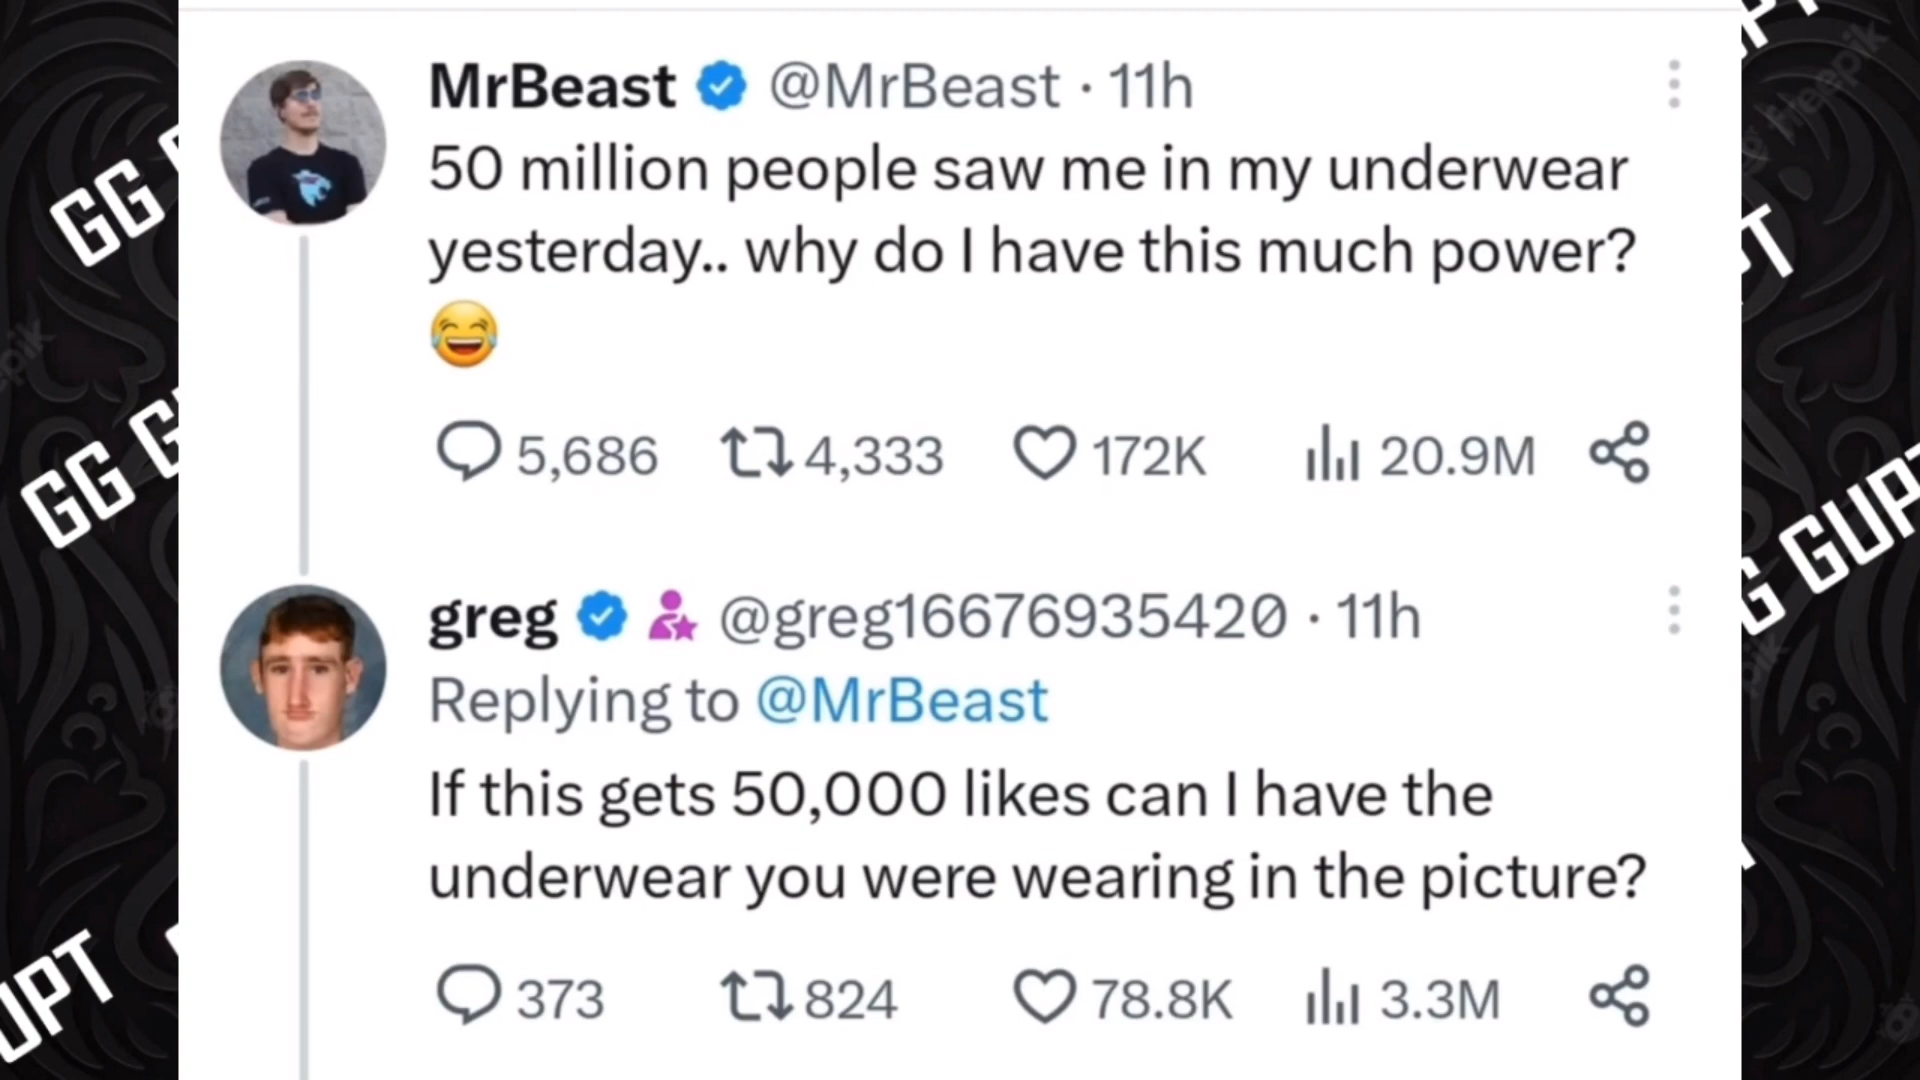 MrBeast @MrBeast · 11h
50 million people saw me in my underwear
yesterday.. why do I have this much power?
😂
5,686 4,333 172K 20.9M
greg @greg16676935420 · 11h
Replying to @MrBeast
If this gets 50,000 likes can I have the
underwear you were wearing in the picture?
373 824 78.8K 3.3M
GG
GG G
UPT
PT
T
GG GUPT